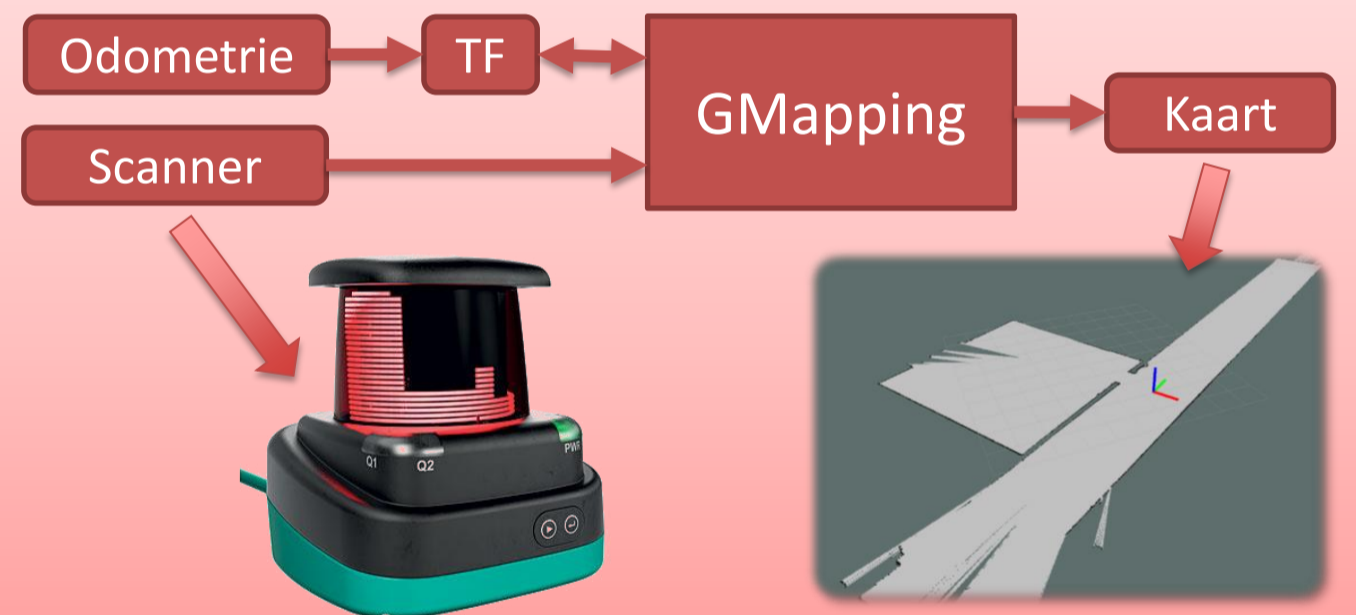 Odometrie
TF
GMapping
Kaart
Scanner
Q1
Q2
PWR